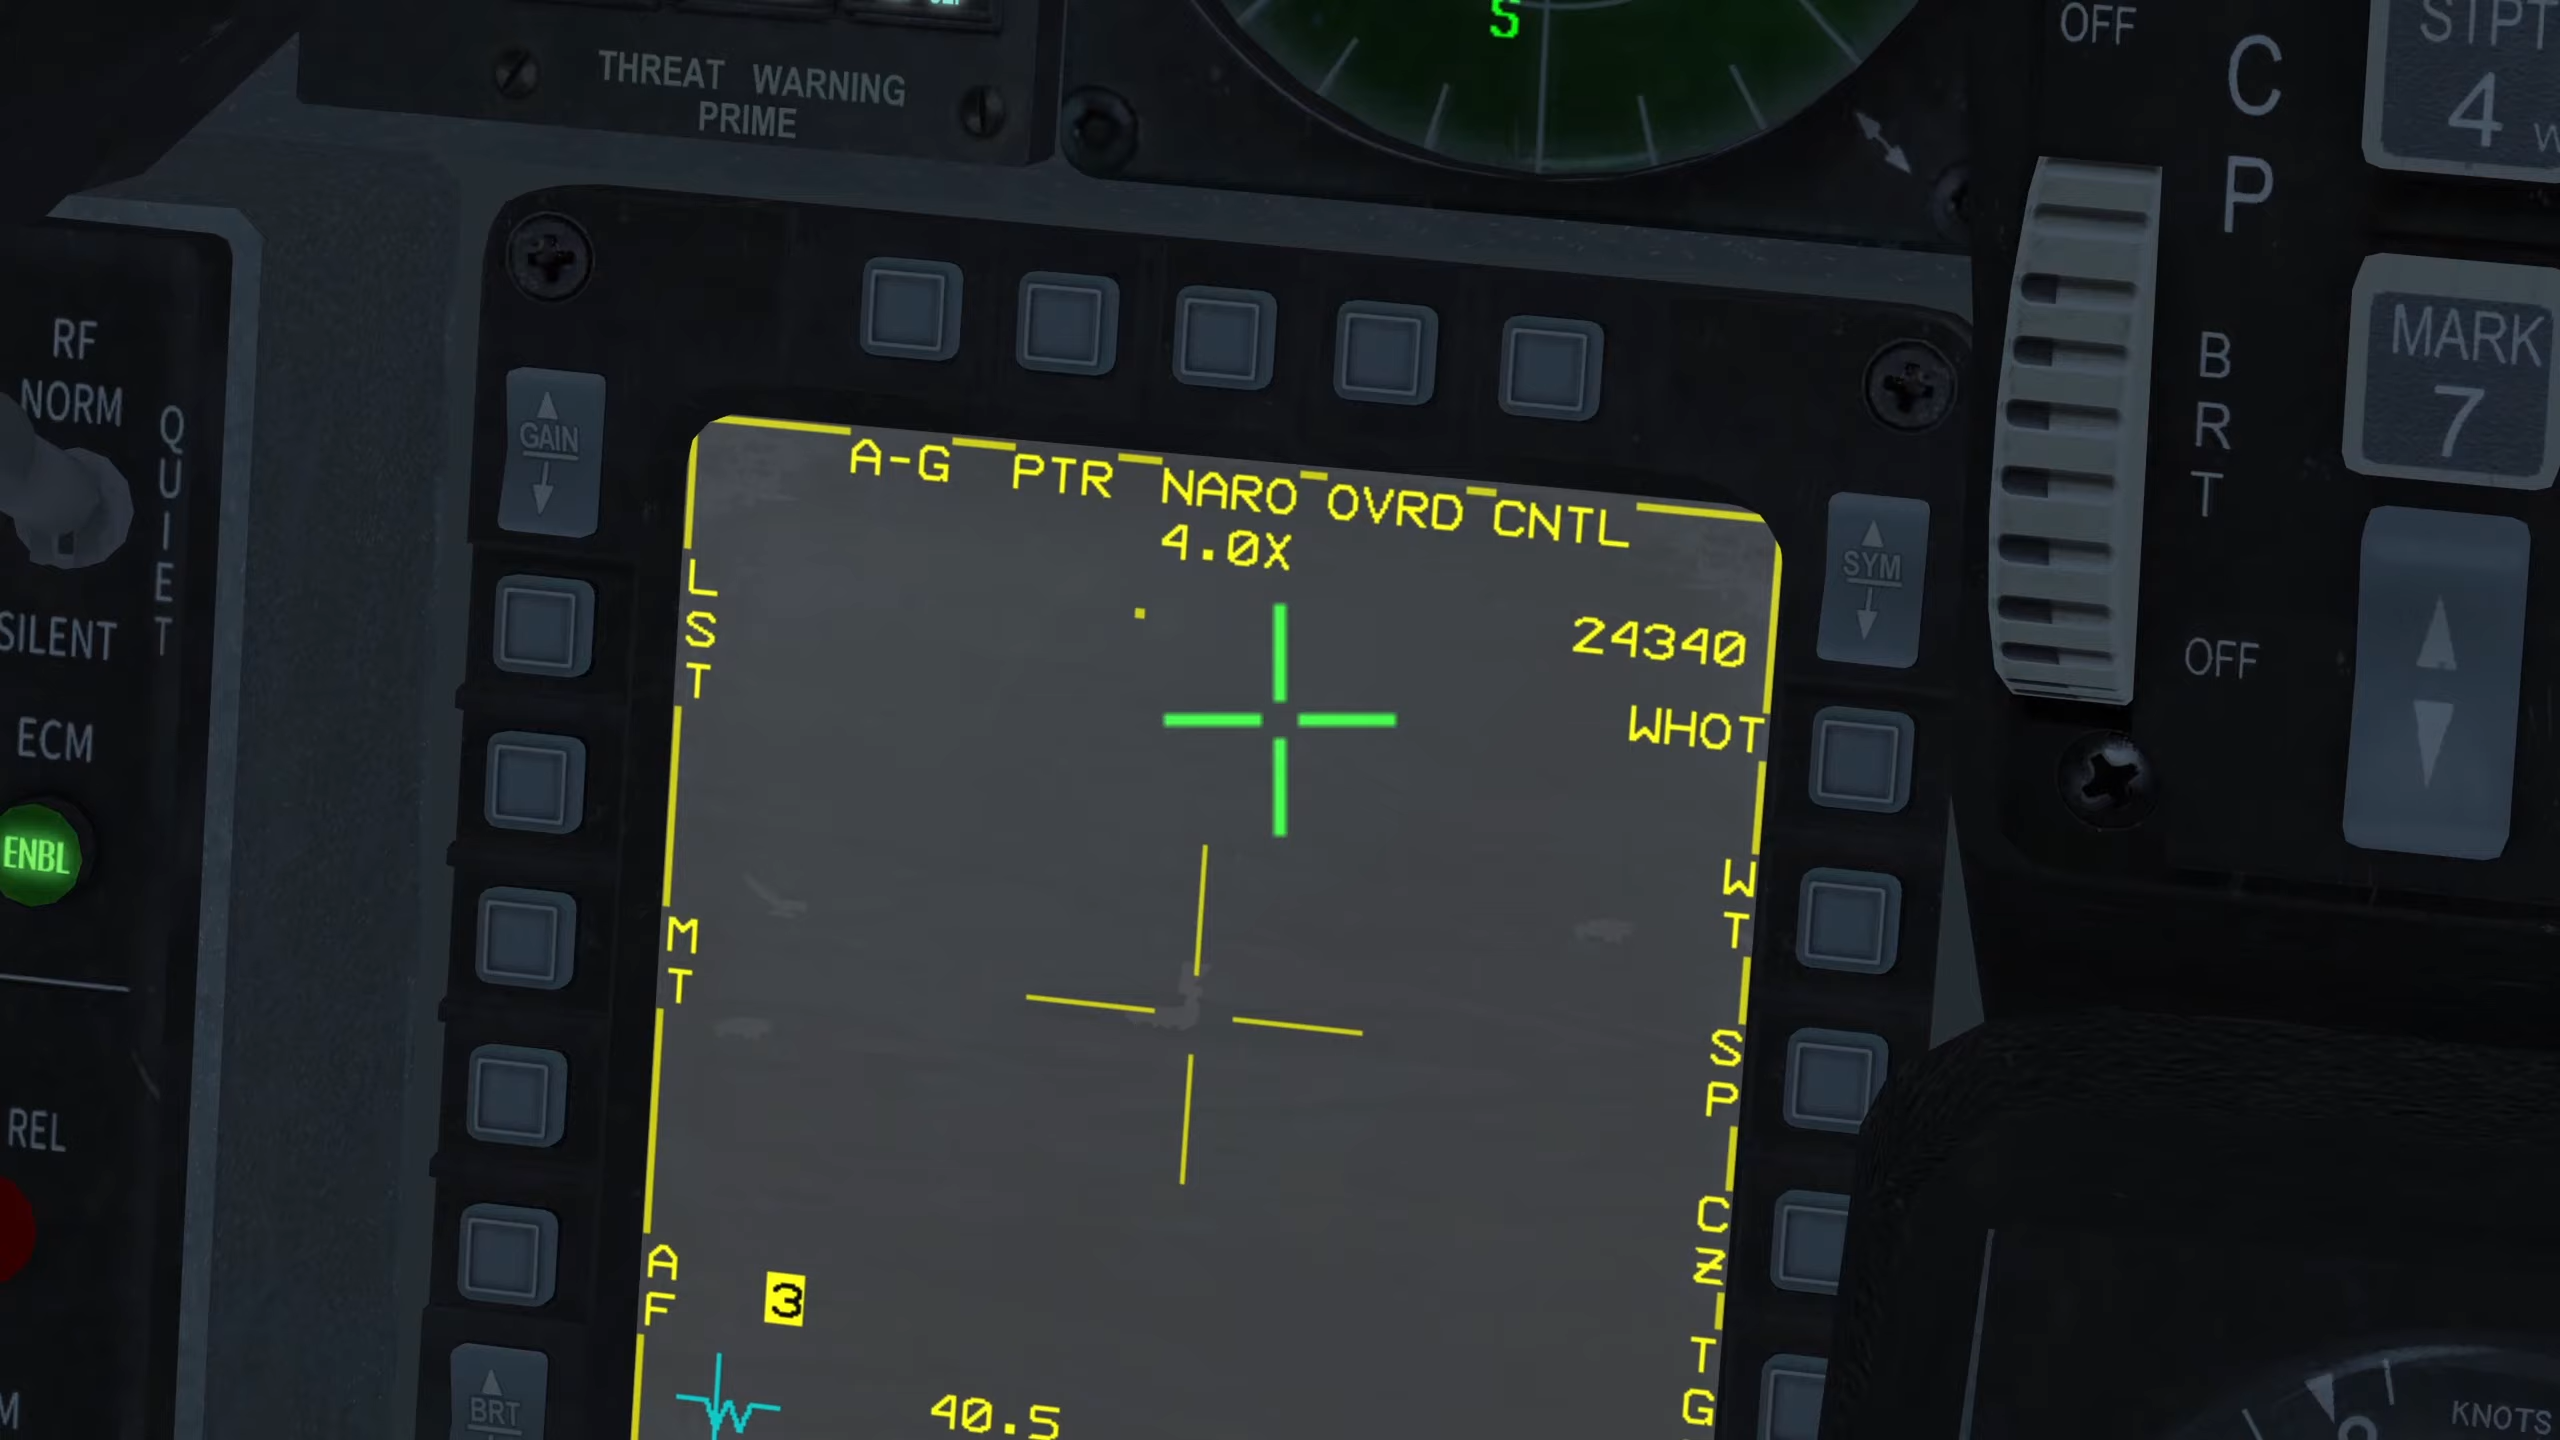 S
OFF
THREAT WARNING
PRIME
C
P
STPT
4
RF
NORM
QUIET
SILENT
ECM
ENBL
REL
GAIN
SYM
BRT
OFF
MARK
7
A-G PTR NARO OVRD CNTL
4.0X
24340
WHOT
LST
MT
AF
WT
SP
CZ
TG
3
W
40.5
BRT
KNOTS